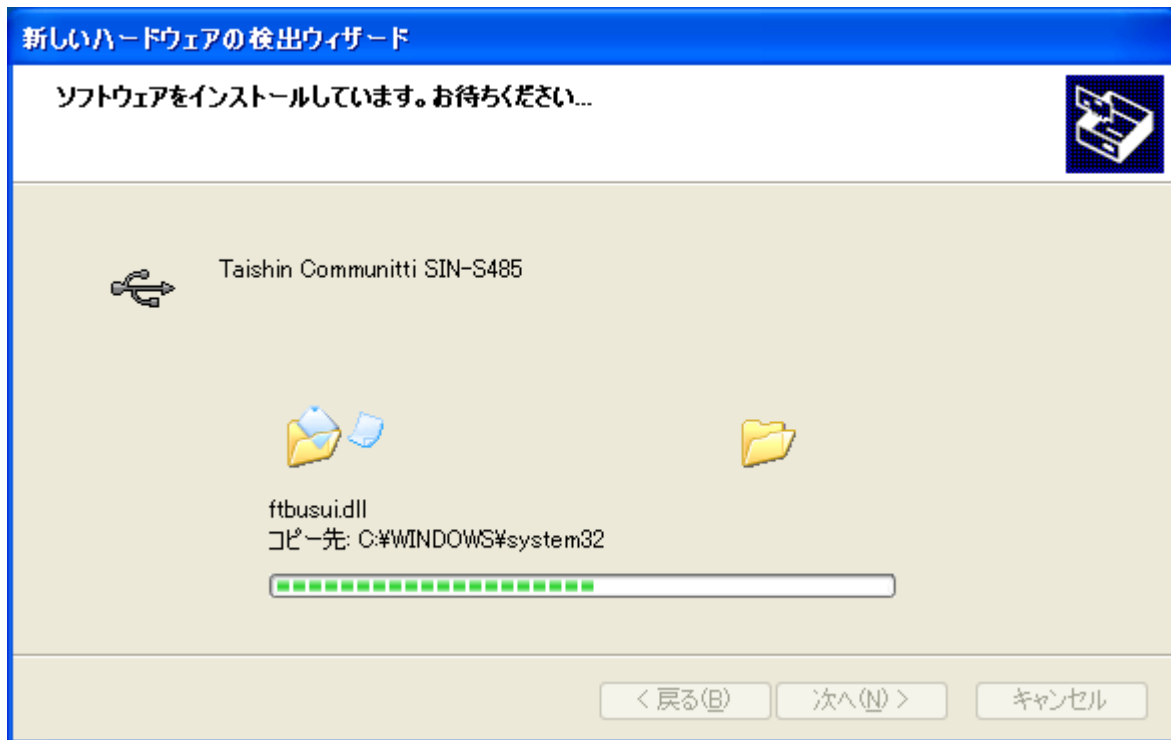 新しいハードウェアの検出ウィザード
ソフトウェアをインストールしています。お待ちください...
Taishin Communitti SIN-S485
ftbusui.dll
コピー先: C:¥WINDOWS¥system32
< 戻る(B) 次へ(N) > キャンセル